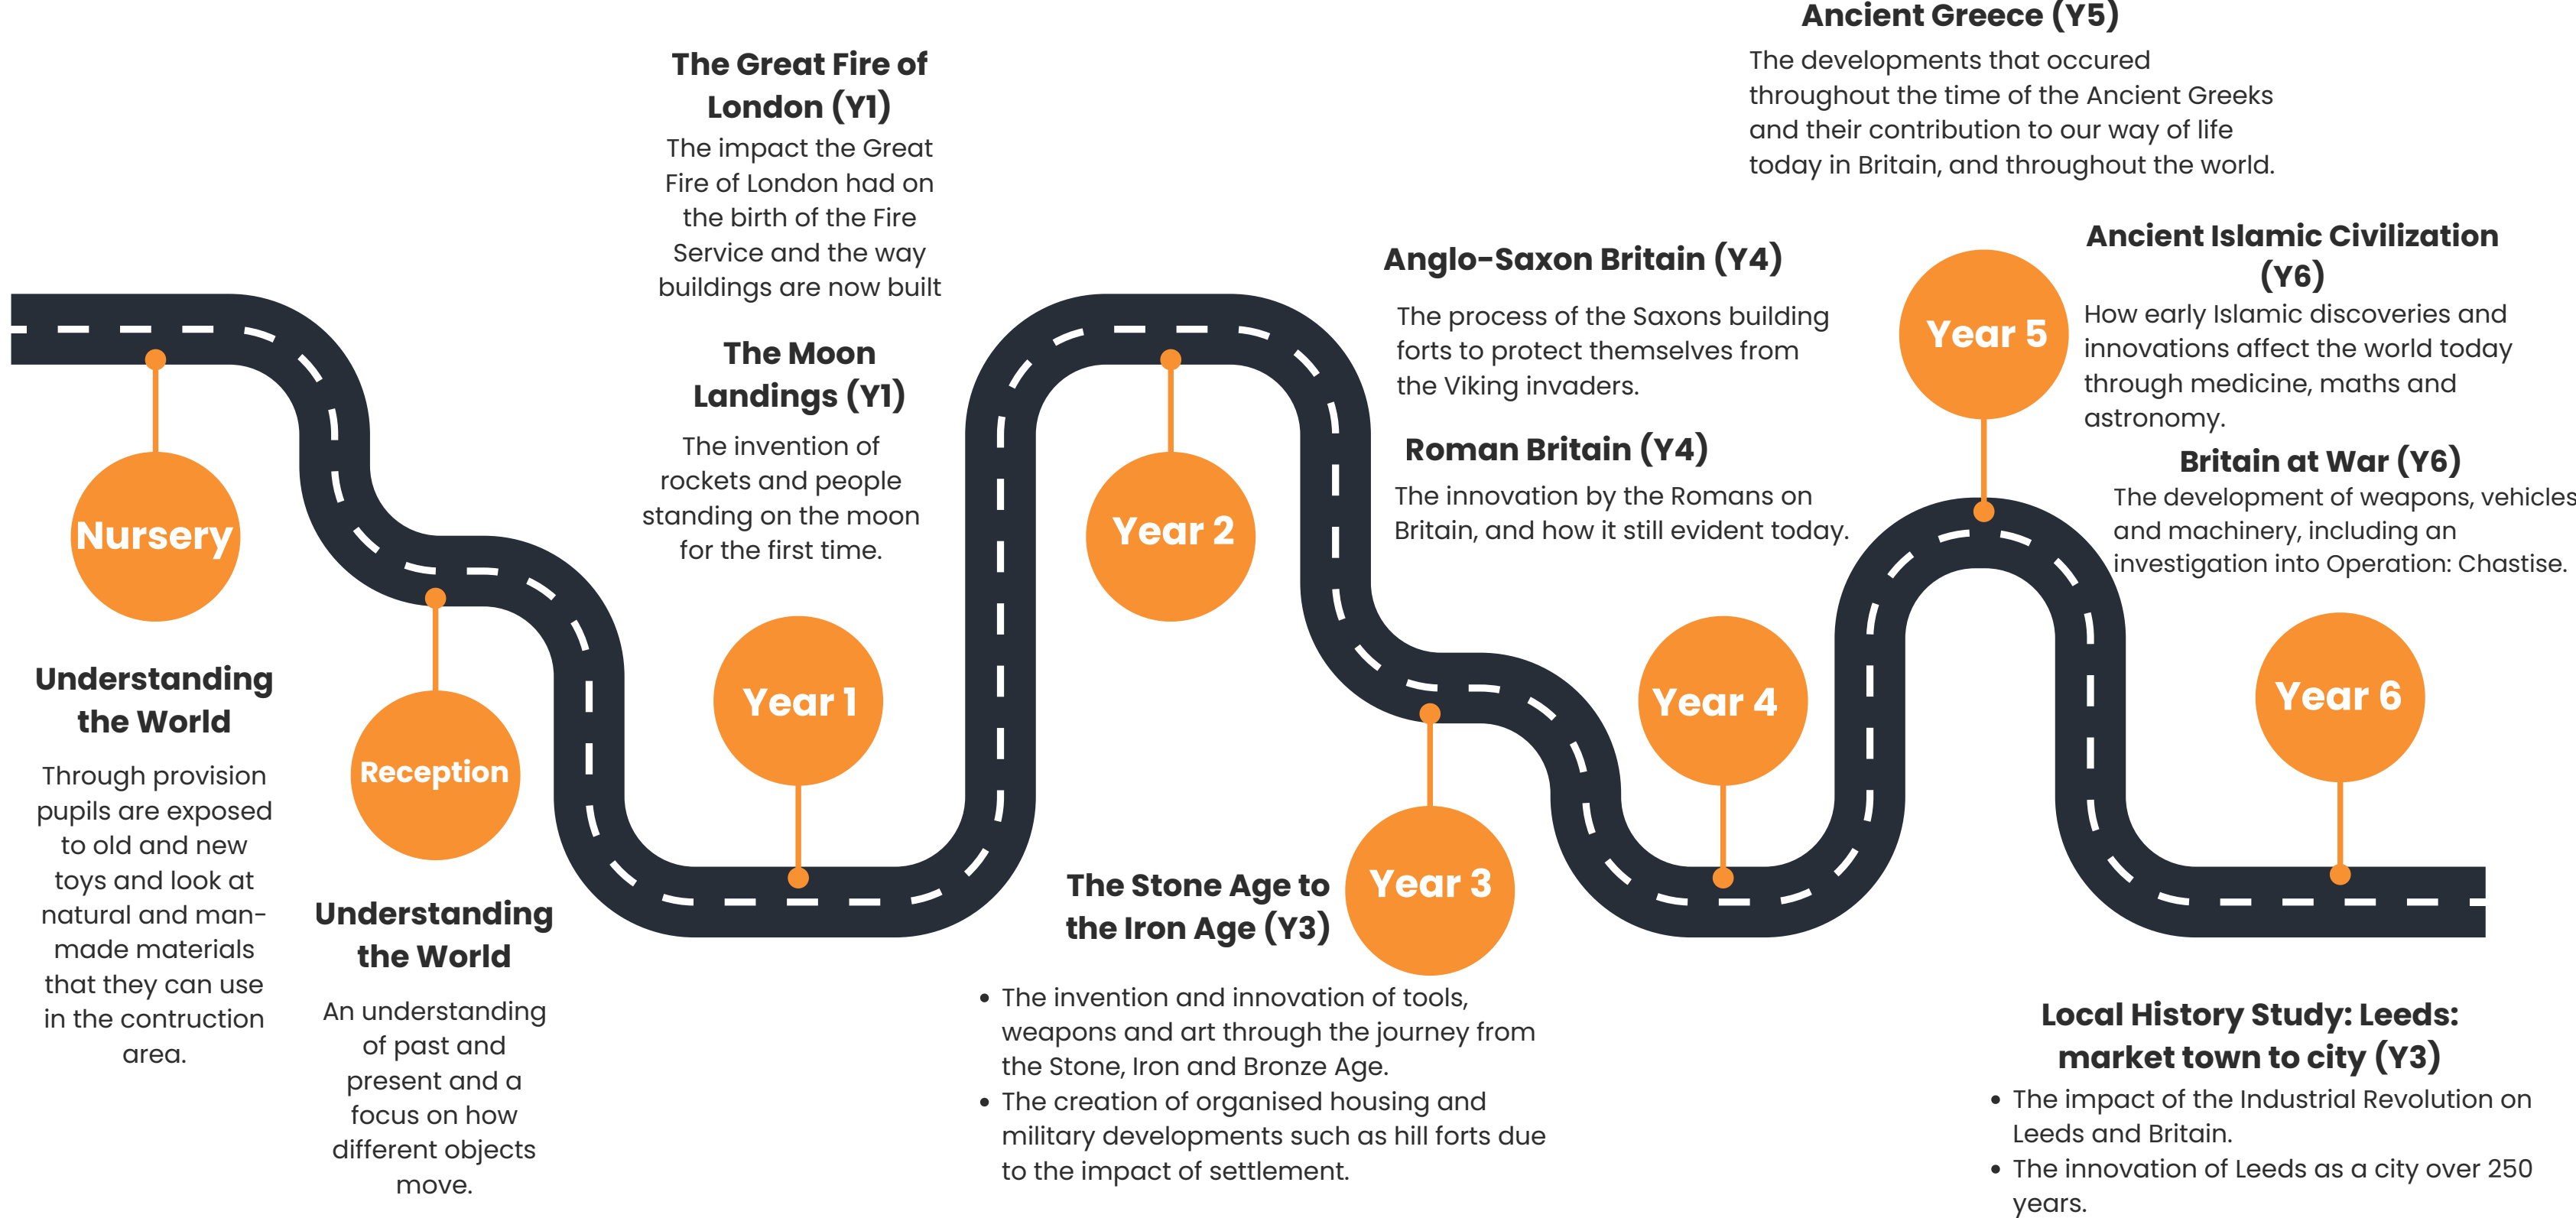 Nursery
Understanding
the World
Through provision
pupils are exposed
to old and new
toys and look at
natural and man-
made materials
that they can use
in the contruction
area.
Reception
Understanding
the World
An understanding
of past and
present and a
focus on how
different objects
move.
The Great Fire of
London (Y1)
The impact the Great
Fire of London had on
the birth of the Fire
Service and the way
buildings are now built
The Moon
Landings (Y1)
The invention of
rockets and people
standing on the moon
for the first time.
Year 1
Year 2
The Stone Age to
the Iron Age (Y3)
Year 3
• The invention and innovation of tools,
weapons and art through the journey from
the Stone, Iron and Bronze Age.
• The creation of organised housing and
military developments such as hill forts due
to the impact of settlement.
Anglo-Saxon Britain (Y4)
The process of the Saxons building
forts to protect themselves from
the Viking invaders.
Roman Britain (Y4)
The innovation by the Romans on
Britain, and how it still evident today.
Year 4
Ancient Greece (Y5)
The developments that occured
throughout the time of the Ancient Greeks
and their contribution to our way of life
today in Britain, and throughout the world.
Year 5
Ancient Islamic Civilization
(Y6)
How early Islamic discoveries and
innovations affect the world today
through medicine, maths and
astronomy.
Britain at War (Y6)
The development of weapons, vehicles
and machinery, including an
investigation into Operation: Chastise.
Year 6
Local History Study: Leeds:
market town to city (Y3)
• The impact of the Industrial Revolution on
Leeds and Britain.
• The innovation of Leeds as a city over 250
years.